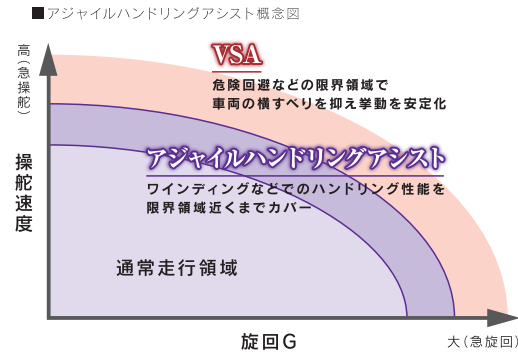 ■アジャイルハンドリングアシスト概念図
高(急操舵)
VSA
危険回避などの限界領域で
車両の横すべりを抑え挙動を安定化
アジャイルハンドリングアシスト
ワインディングなどでのハンドリング性能を
限界領域近くまでカバー
操舵速度
通常走行領域
旋回G
大(急旋回)